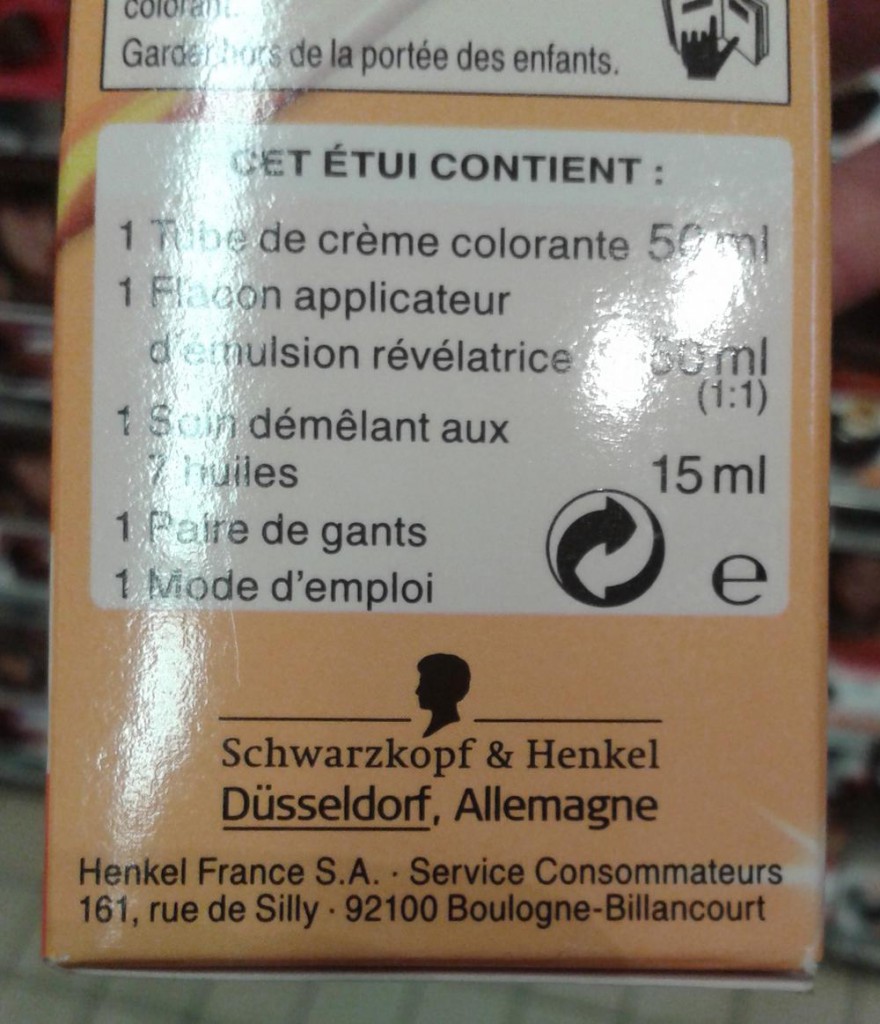 colorant.
Garder hors de la portée des enfants.
CET ÉTUI CONTIENT :
1 Tube de crème colorante 50 ml
1 Flacon applicateur
d'émulsion révélatrice 50 ml
(1:1)
1 Soin démêlant aux
7 huiles 15 ml
1 Paire de gants
1 Mode d'emploi
e
Schwarzkopf & Henkel
Düsseldorf, Allemagne
Henkel France S.A. · Service Consommateurs
161, rue de Silly · 92100 Boulogne-Billancourt